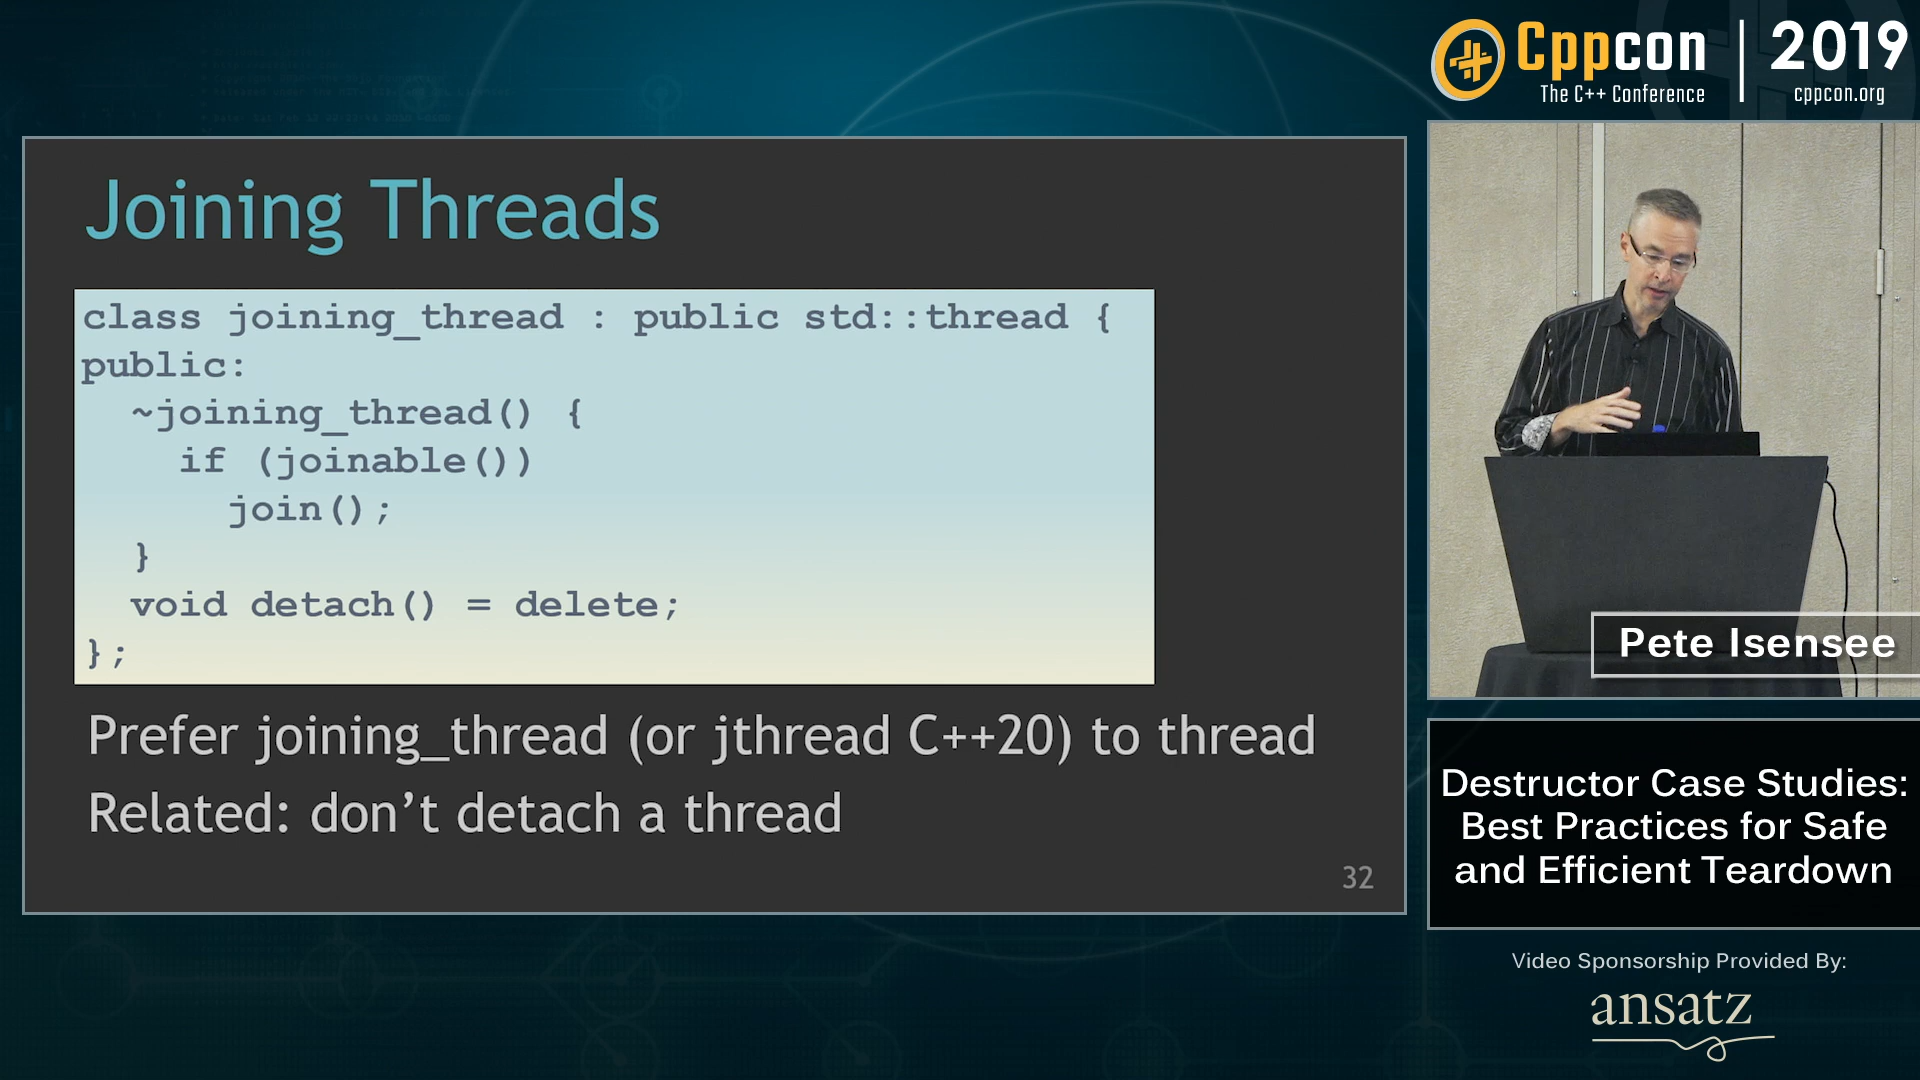 Cppcon
The C++ Conference
2019
cppcon.org
Joining Threads
class joining_thread : public std::thread {
public:
  ~joining_thread() {
    if (joinable())
      join();
  }
  void detach() = delete;
};
Prefer joining_thread (or jthread C++20) to thread
Related: don’t detach a thread
32
Pete Isensee
Destructor Case Studies:
Best Practices for Safe
and Efficient Teardown
Video Sponsorship Provided By:
ansatz